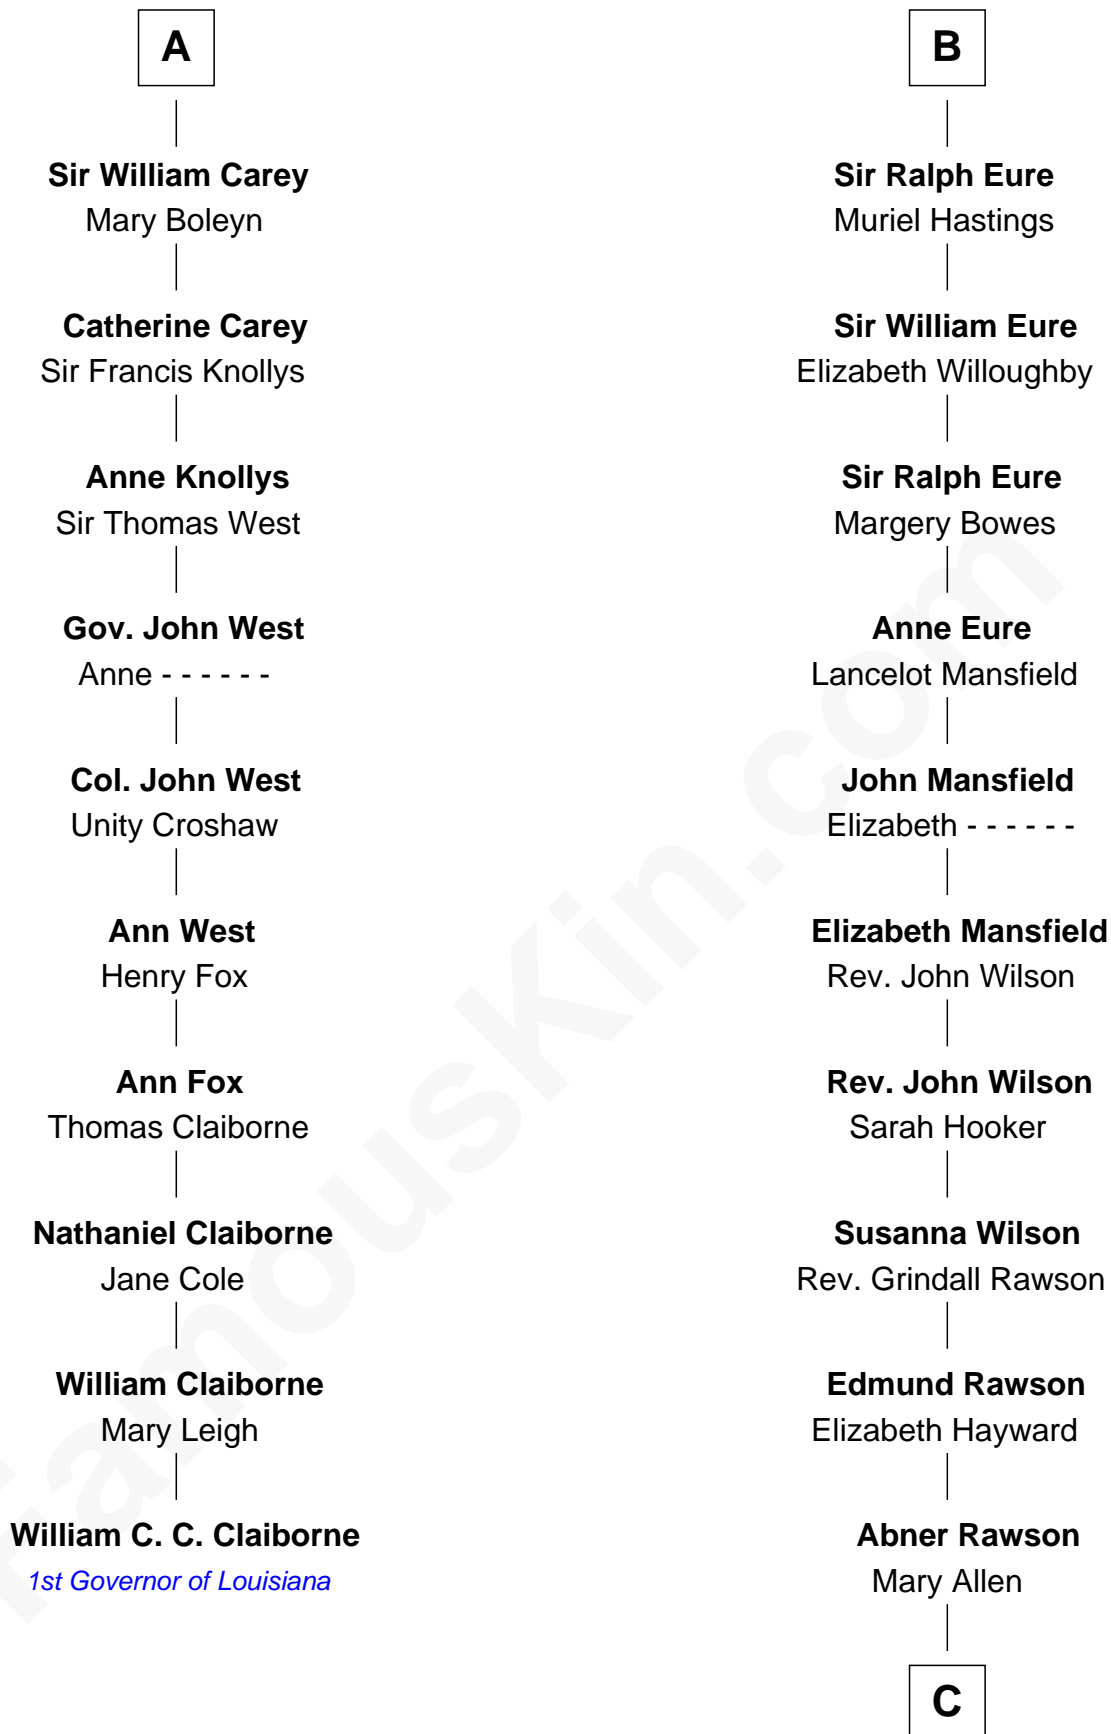 A
Sir William Carey
Mary Boleyn
Catherine Carey
Sir Francis Knollys
Anne Knollys
Sir Thomas West
Gov. John West
Anne - - - - - -
Col. John West
Unity Croshaw
Ann West
Henry Fox
Ann Fox
Thomas Claiborne
Nathaniel Claiborne
Jane Cole
William Claiborne
Mary Leigh
William C. C. Claiborne
1st Governor of Louisiana
B
Sir Ralph Eure
Muriel Hastings
Sir William Eure
Elizabeth Willoughby
Sir Ralph Eure
Margery Bowes
Anne Eure
Lancelot Mansfield
John Mansfield
Elizabeth - - - - - -
Elizabeth Mansfield
Rev. John Wilson
Rev. John Wilson
Sarah Hooker
Susanna Wilson
Rev. Grindall Rawson
Edmund Rawson
Elizabeth Hayward
Abner Rawson
Mary Allen
C
FamousKin.com